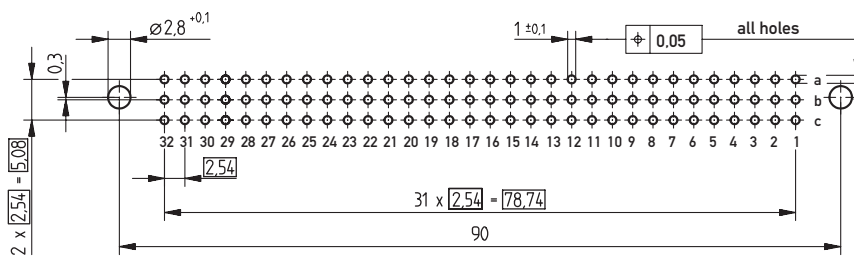 ⌀2,8 +0,1
1 ±0,1
⌖ 0,05
all holes
0,3
a
b
c
32 31 30 29 28 27 26 25 24 23 22 21 20 19 18 17 16 15 14 13 12 11 10 9 8 7 6 5 4 3 2 1
2,54
2 x 2,54 = 5,08
31 x 2,54 = 78,74
90